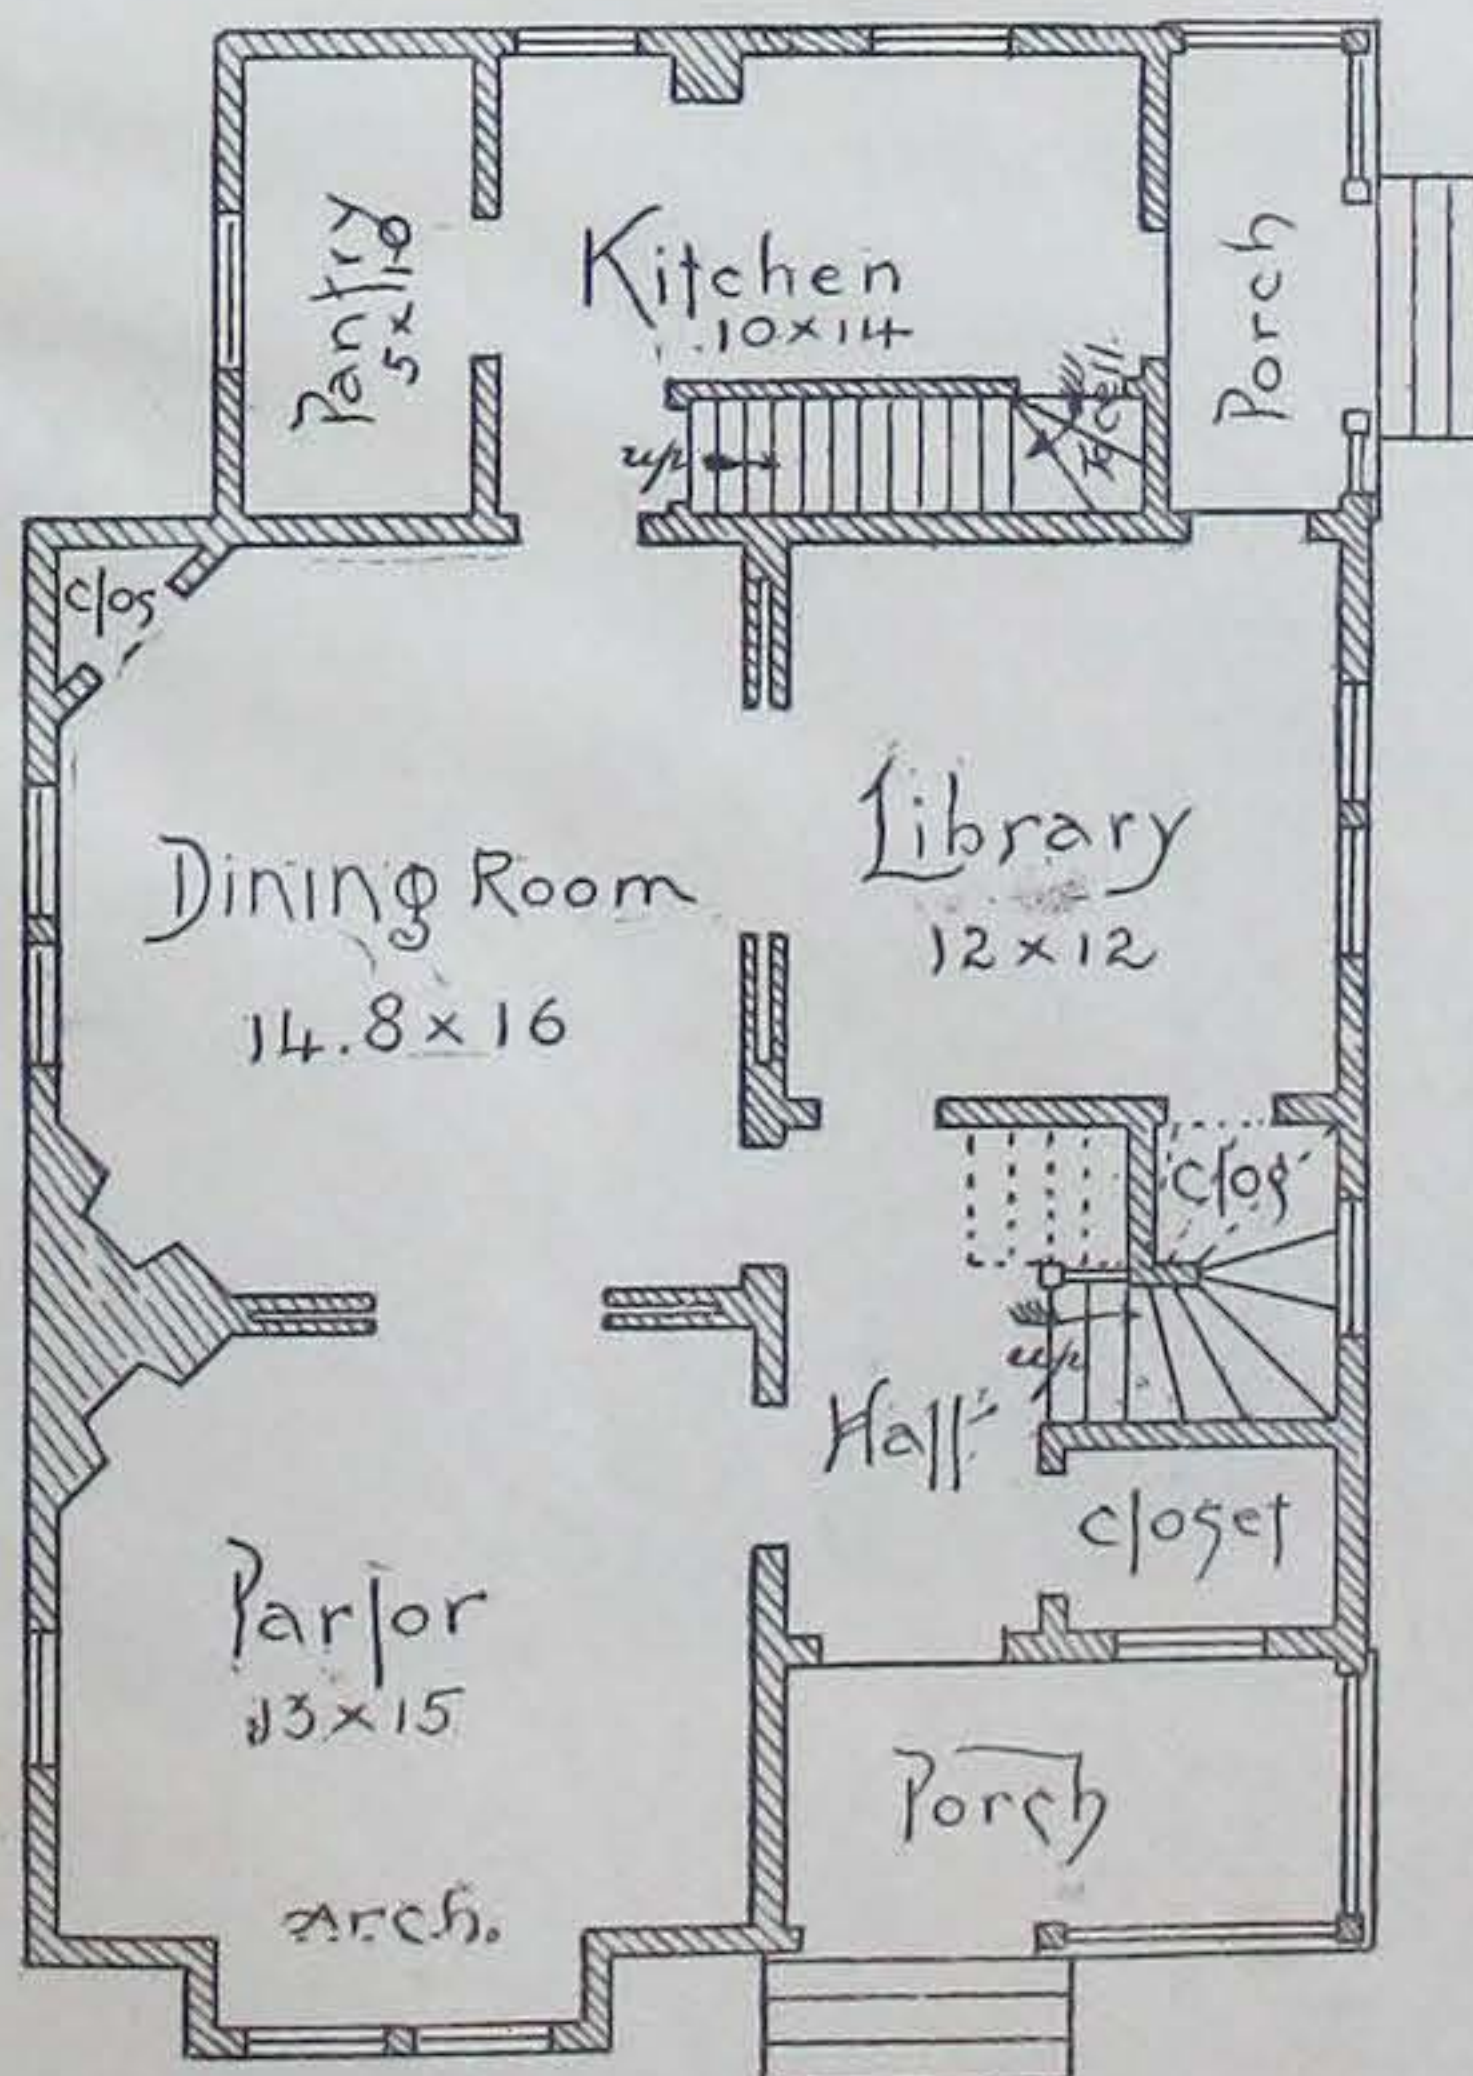 Pantry
5x10
Kitchen
10x14
Porch
up
cell
clos
Library
12x12
Dining Room
14.8x16
clos
up
Hall
closet
Parlor
13x15
Porch
Arch.